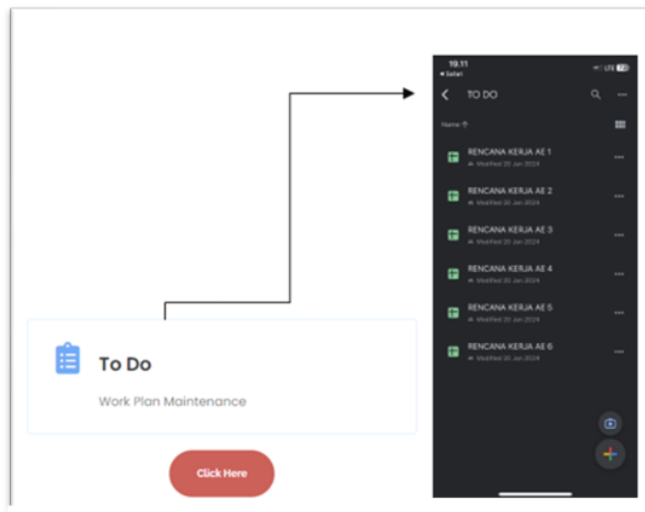 To Do
Work Plan Maintenance
Click Here
19.11
Safari
LTE
TO DO
Name
RENCANA KERJA AE 1
Modified 20 Jan 2024
RENCANA KERJA AE 2
Modified 20 Jan 2024
RENCANA KERJA AE 3
Modified 20 Jan 2024
RENCANA KERJA AE 4
Modified 20 Jan 2024
RENCANA KERJA AE 5
Modified 20 Jan 2024
RENCANA KERJA AE 6
Modified 20 Jan 2024